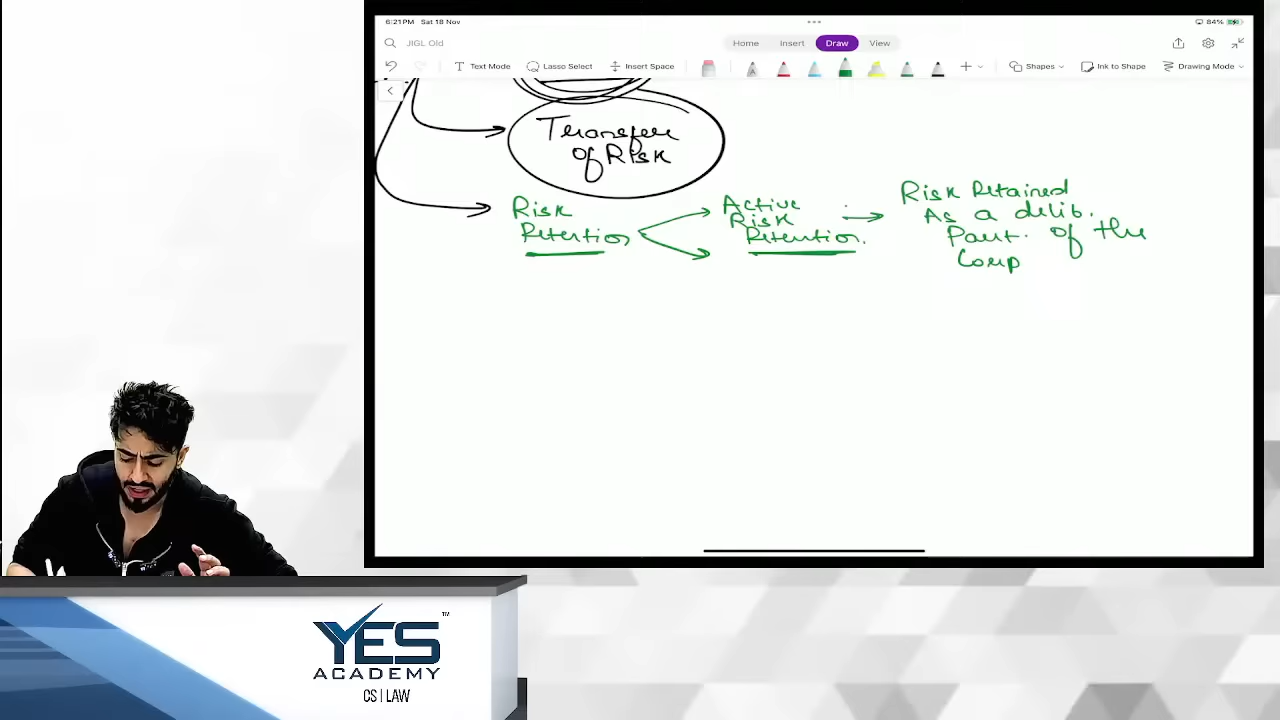 6:21 PM Sat 18 Nov
84%
JIGL Old
Home Insert Draw View
Text Mode Lasso Select Insert Space Shapes Ink to Shape Drawing Mode
Transfer
of Risk
Risk
Retention
Active
Risk
Retention.
Risk Retained
As a delib.
Part. of the
Comp
YES
TM
ACADEMY
CS | LAW